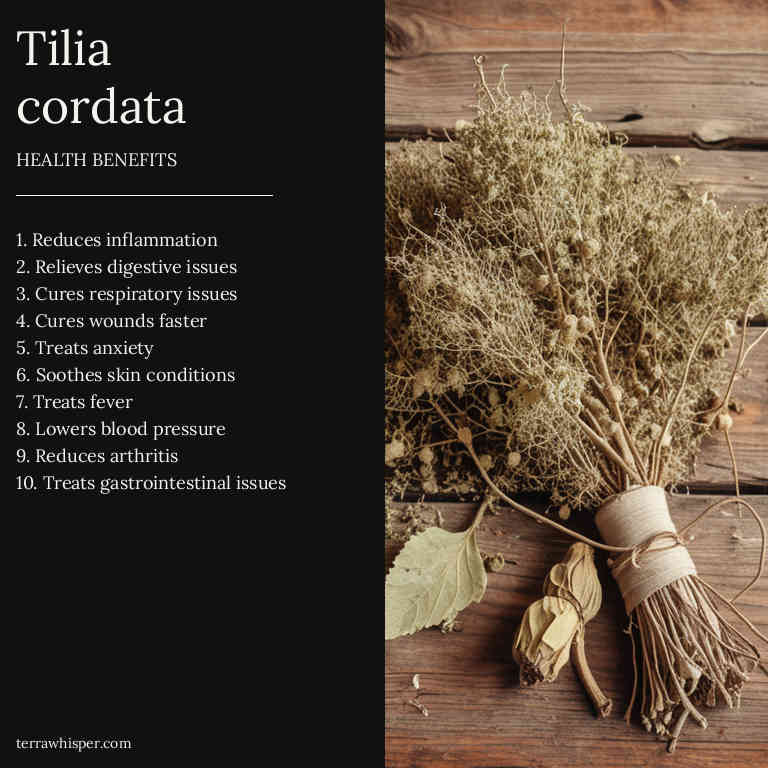 Tilia
cordata
HEALTH BENEFITS
1. Reduces inflammation
2. Relieves digestive issues
3. Cures respiratory issues
4. Cures wounds faster
5. Treats anxiety
6. Soothes skin conditions
7. Treats fever
8. Lowers blood pressure
9. Reduces arthritis
10. Treats gastrointestinal issues
terrawhisper.com